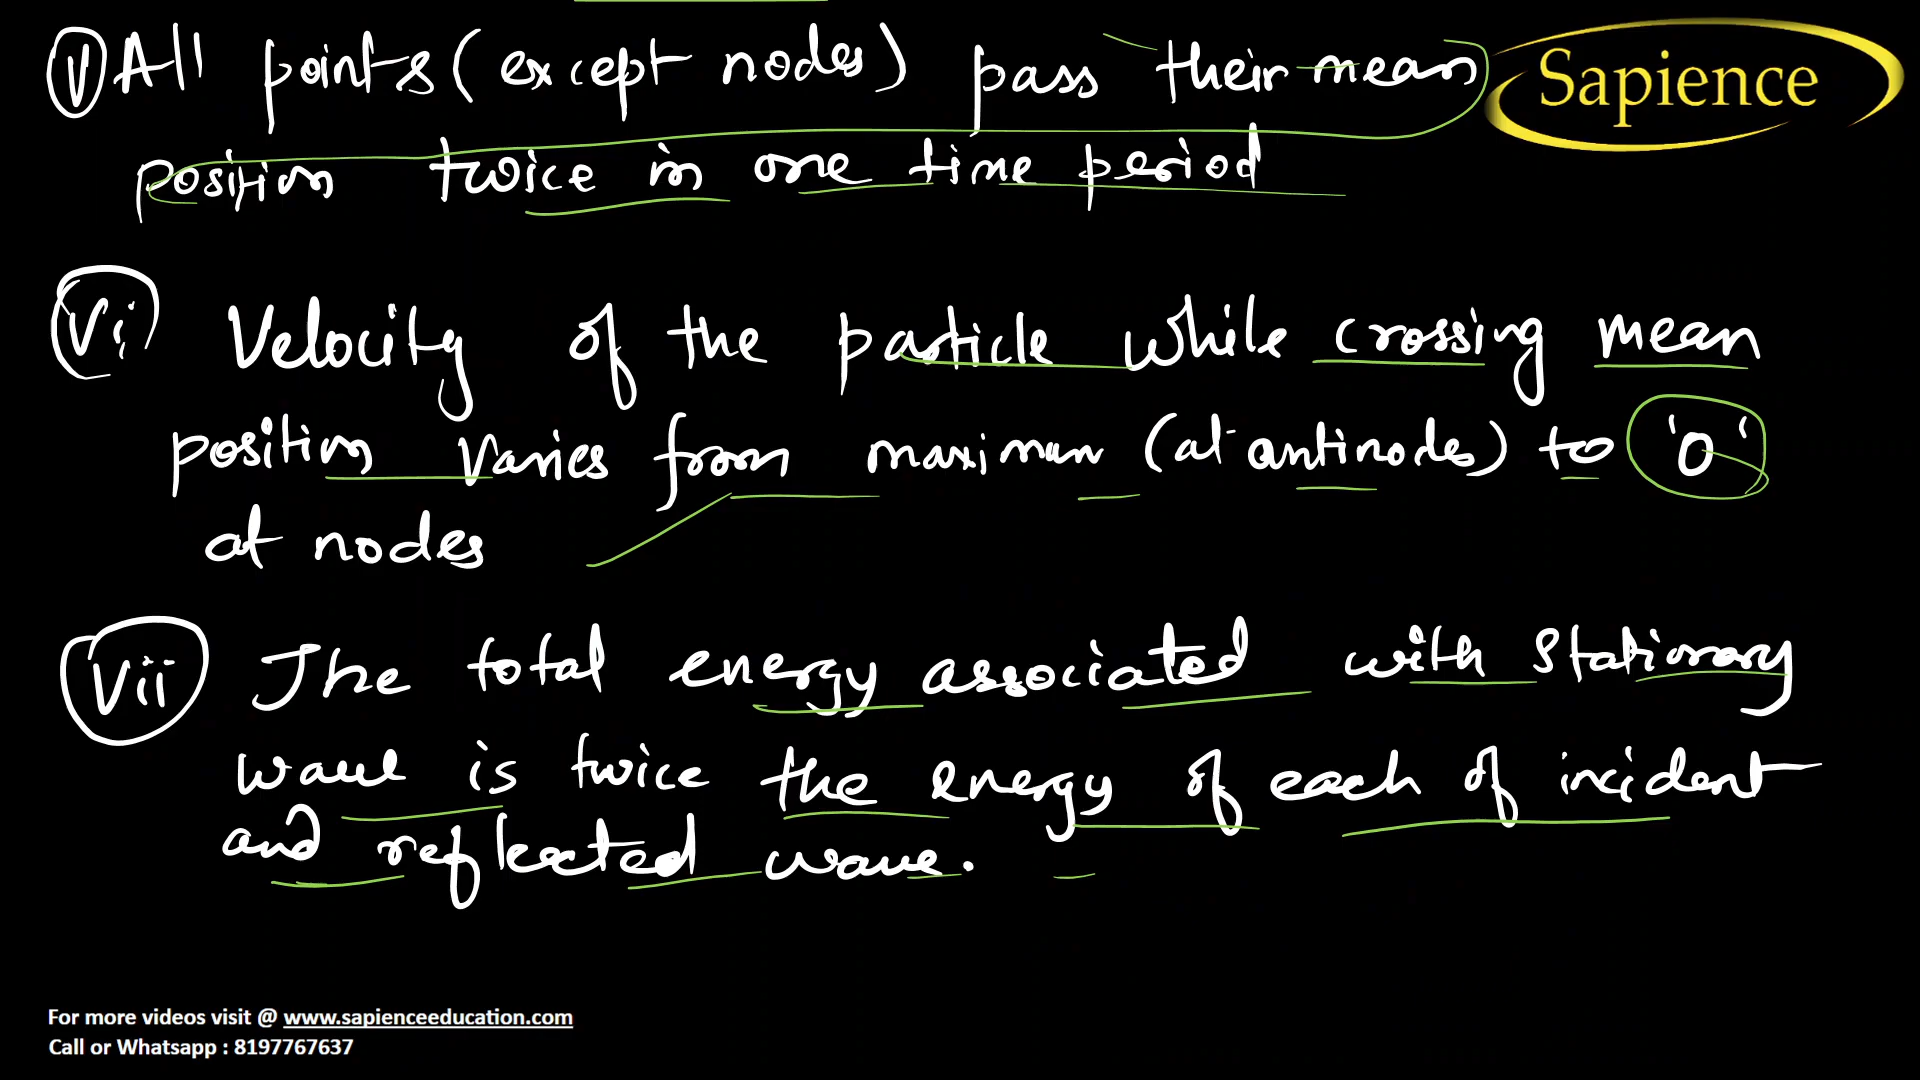 (v) All points (except nodes) pass their mean
Sapience
position twice in one time period
(vi) Velocity of the particle while crossing mean
position varies from maximum (at antinodes) to 'O'
at nodes
(vii) The total energy associated with stationary
wave is twice the energy of each of incident
and reflected wave.
For more videos visit @ www.sapienceeducation.com
Call or Whatsapp : 8197767637